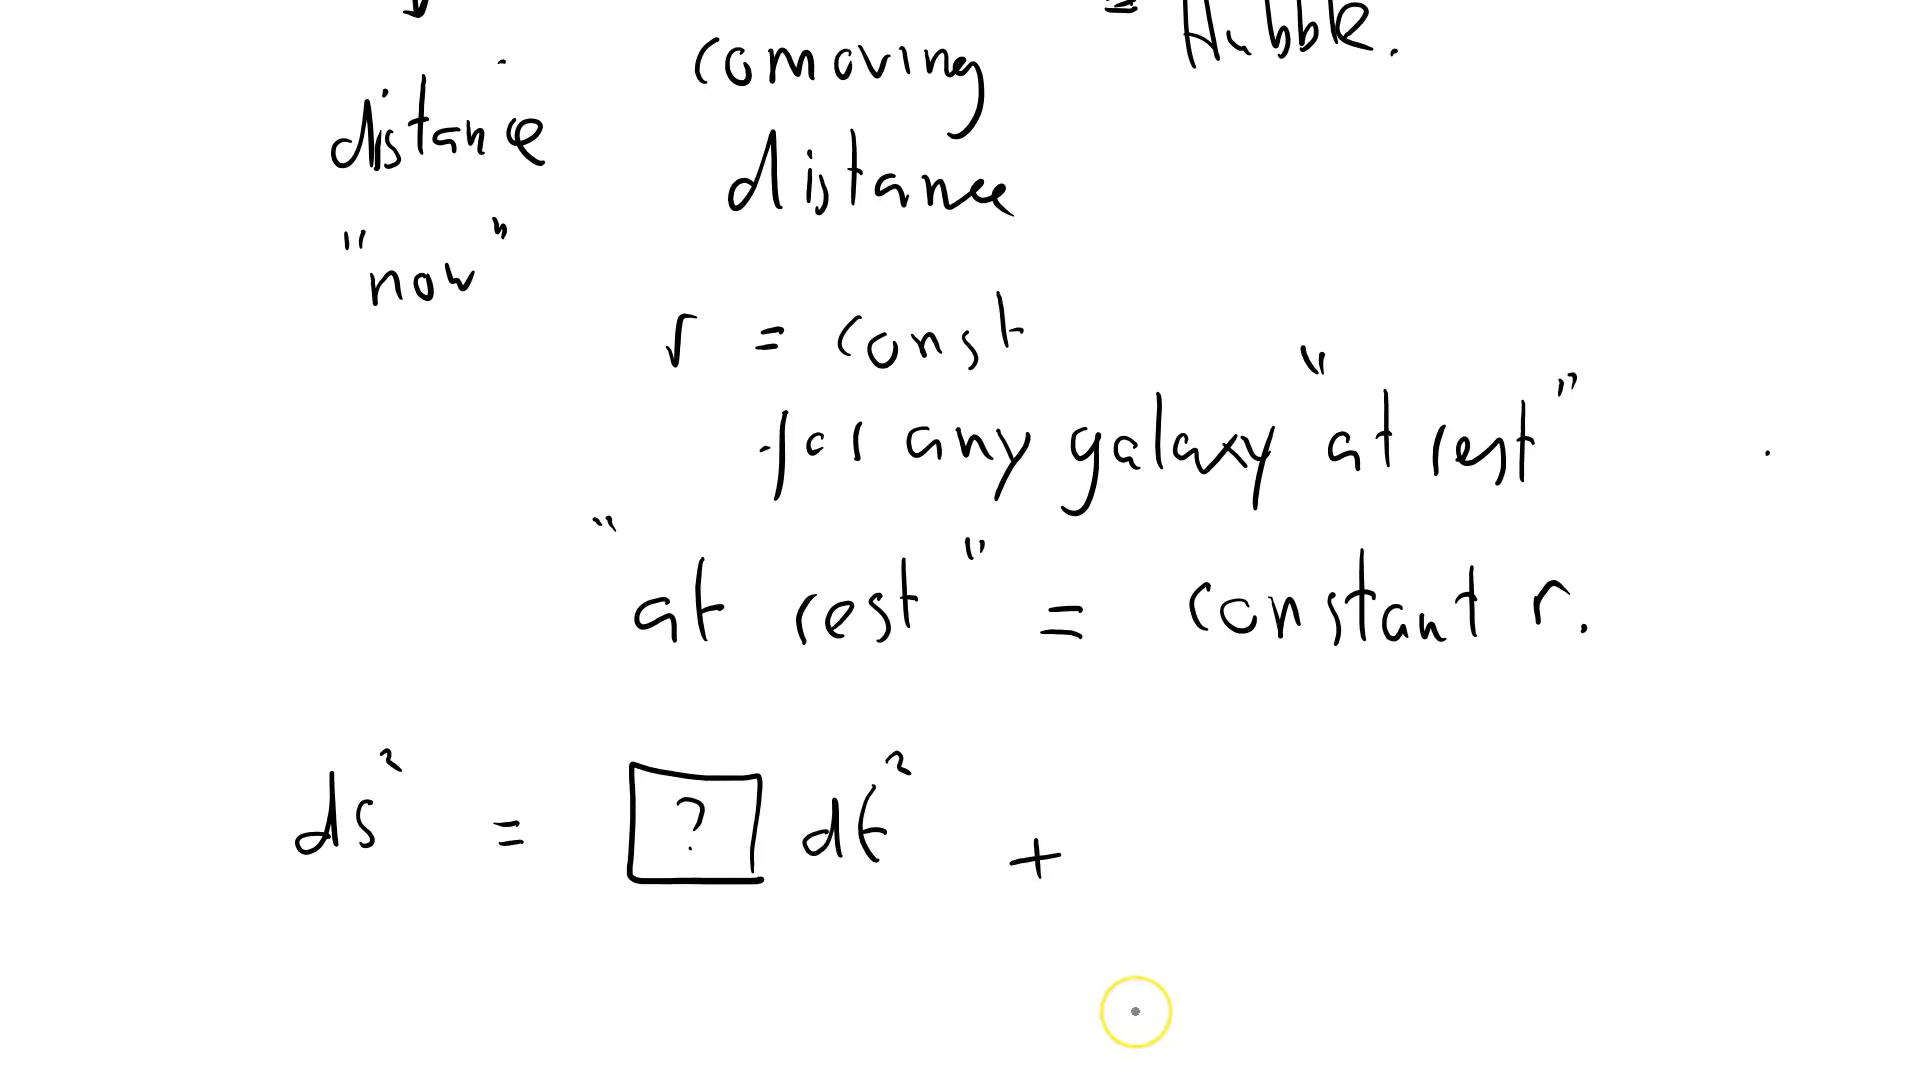 = Hubble.
comoving
distance
distance
"now"
r = const
for any galaxy "at rest"
"at rest" = constant r.
ds² = ? dt² +